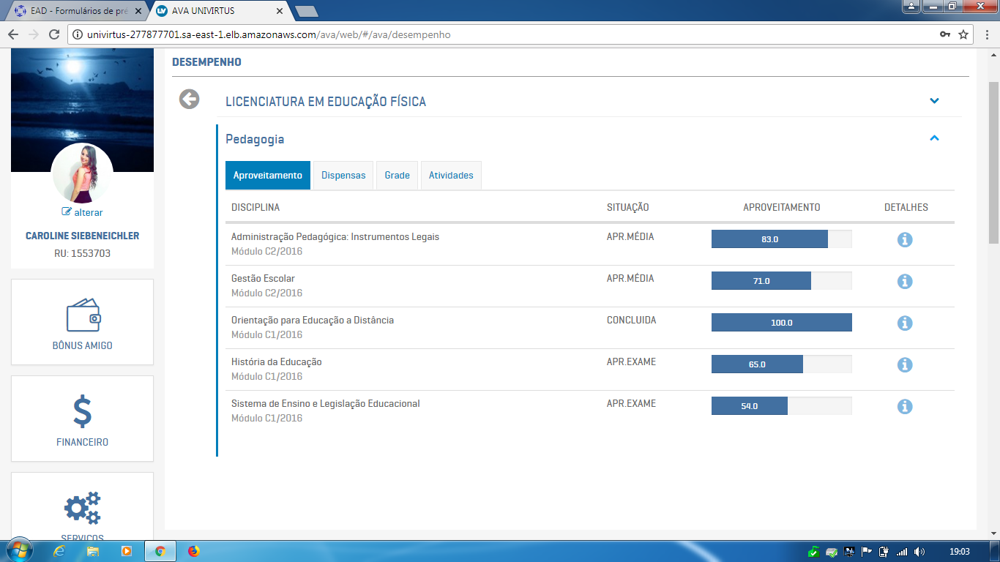 EAD - Formulários de pré
AVA UNIVIRTUS
univirtus-277877701.sa-east-1.elb.amazonaws.com/ava/web/#/ava/desempenho
alterar
CAROLINE SIEBENEICHLER
RU: 1553703
BÔNUS AMIGO
FINANCEIRO
SERVIÇOS
DESEMPENHO
LICENCIATURA EM EDUCAÇÃO FÍSICA
Pedagogia
Aproveitamento Dispensas Grade Atividades
DISCIPLINA SITUAÇÃO APROVEITAMENTO DETALHES
Administração Pedagógica: Instrumentos Legais APR.MÉDIA 83.0
Módulo C2/2016
Gestão Escolar APR.MÉDIA 71.0
Módulo C2/2016
Orientação para Educação a Distância CONCLUIDA 100.0
Módulo C1/2016
História da Educação APR.EXAME 65.0
Módulo C1/2016
Sistema de Ensino e Legislação Educacional APR.EXAME 54.0
Módulo C1/2016
19:03